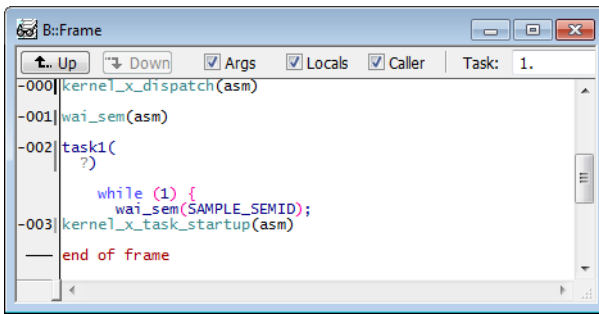 B::Frame
t.. Up Down Args Locals Caller Task: 1.
-000 kernel_x_dispatch(asm)
-001 wai_sem(asm)
-002 task1(
?)
while (1) {
wai_sem(SAMPLE_SEMID);
-003 kernel_x_task_startup(asm)
end of frame